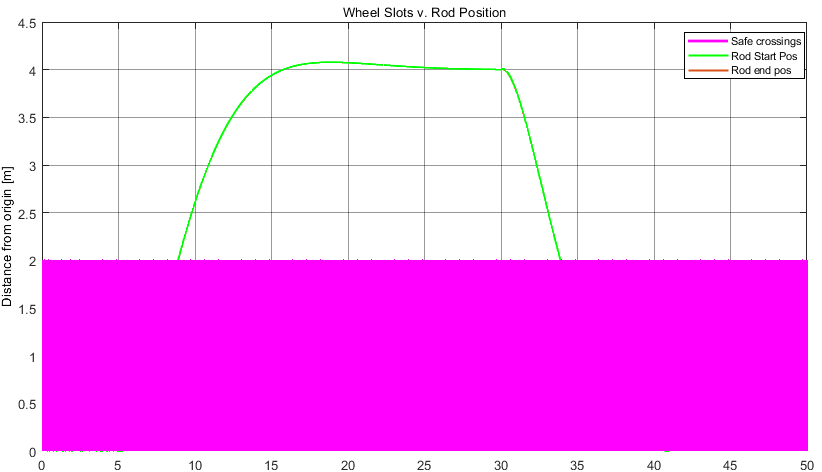 Wheel Slots v. Rod Position
4.5
4
3.5
3
2.5
2
1.5
1
0.5
0
Distance from origin [m]
Safe crossings
Rod Start Pos
Rod end pos
0 5 10 15 20 25 30 35 40 45 50